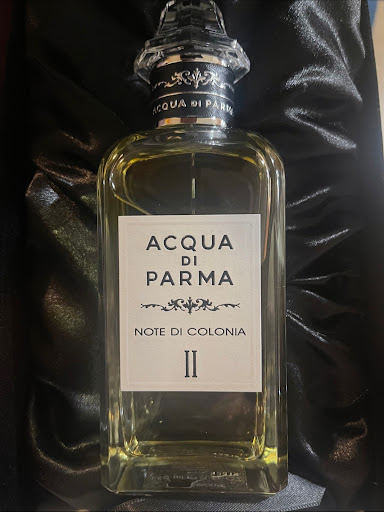 ACQUA DI PARMA
ACQUA
DI
PARMA
NOTE DI COLONIA
II